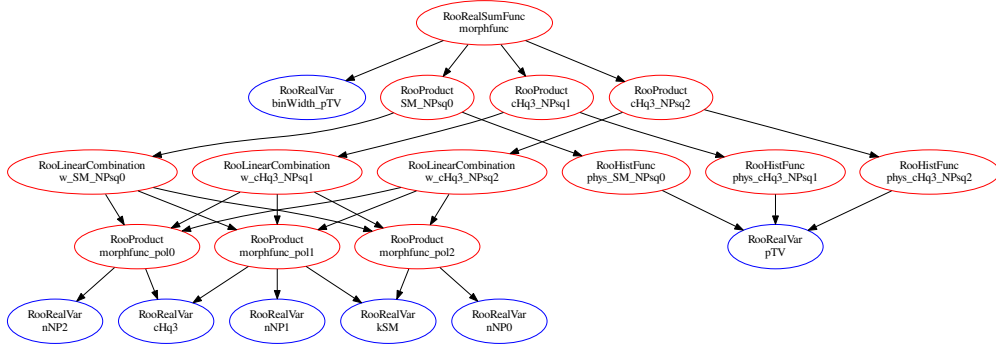 RooRealSumFunc
morphfunc
RooRealVar
binWidth_pTV
RooProduct
SM_NPsq0
RooProduct
cHq3_NPsq1
RooProduct
cHq3_NPsq2
RooLinearCombination
w_SM_NPsq0
RooLinearCombination
w_cHq3_NPsq1
RooLinearCombination
w_cHq3_NPsq2
RooHistFunc
phys_SM_NPsq0
RooHistFunc
phys_cHq3_NPsq1
RooHistFunc
phys_cHq3_NPsq2
RooProduct
morphfunc_pol0
RooProduct
morphfunc_pol1
RooProduct
morphfunc_pol2
RooRealVar
pTV
RooRealVar
nNP2
RooRealVar
cHq3
RooRealVar
nNP1
RooRealVar
kSM
RooRealVar
nNP0